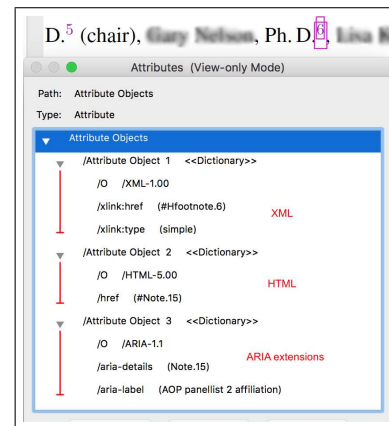 D.5 (chair), Ph. D.6,
Attributes (View-only Mode)
Path: Attribute Objects
Type: Attribute
Attribute Objects
/Attribute Object 1 <<Dictionary>>
/O /XML-1.00
/xlink:href (#Hfootnote.6)
XML
/xlink:type (simple)
/Attribute Object 2 <<Dictionary>>
/O /HTML-5.00
HTML
/href (#Note.15)
/Attribute Object 3 <<Dictionary>>
/O /ARIA-1.1
ARIA extensions
/aria-details (Note.15)
/aria-label (AOP panellist 2 affiliation)